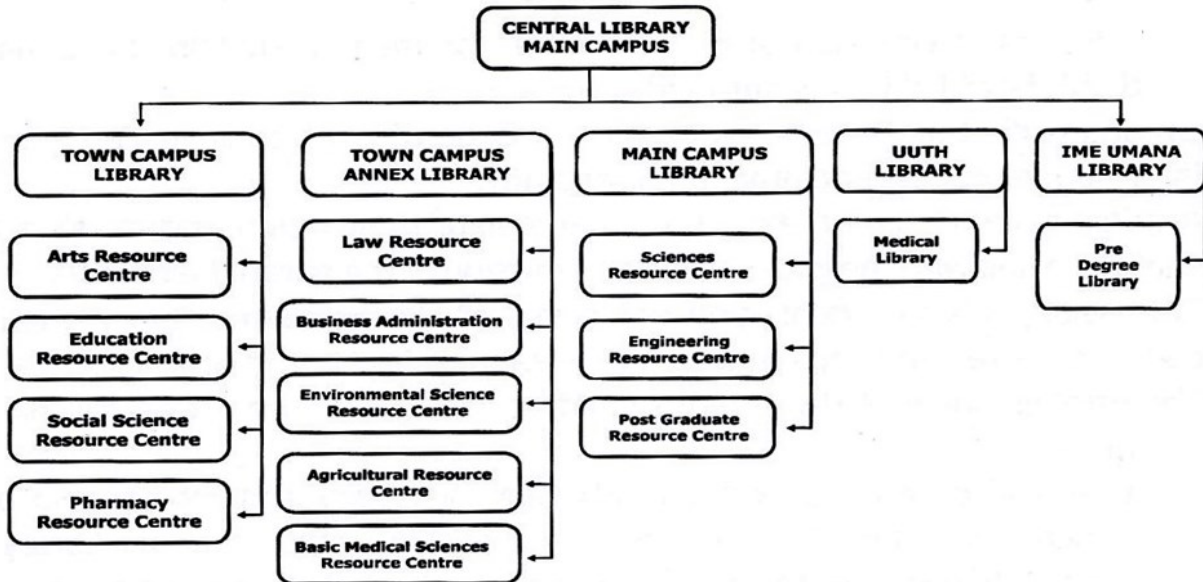 CENTRAL LIBRARY
MAIN CAMPUS
TOWN CAMPUS
LIBRARY
Arts Resource
Centre
Education
Resource Centre
Social Science
Resource Centre
Pharmacy
Resource Centre
TOWN CAMPUS
ANNEX LIBRARY
Law Resource
Centre
Business Administration
Resource Centre
Environmental Science
Resource Centre
Agricultural Resource
Centre
Basic Medical Sciences
Resource Centre
MAIN CAMPUS
LIBRARY
Sciences
Resource Centre
Engineering
Resource Centre
Post Graduate
Resource Centre
UUTH
LIBRARY
Medical
Library
IME UMANA
LIBRARY
Pre
Degree
Library